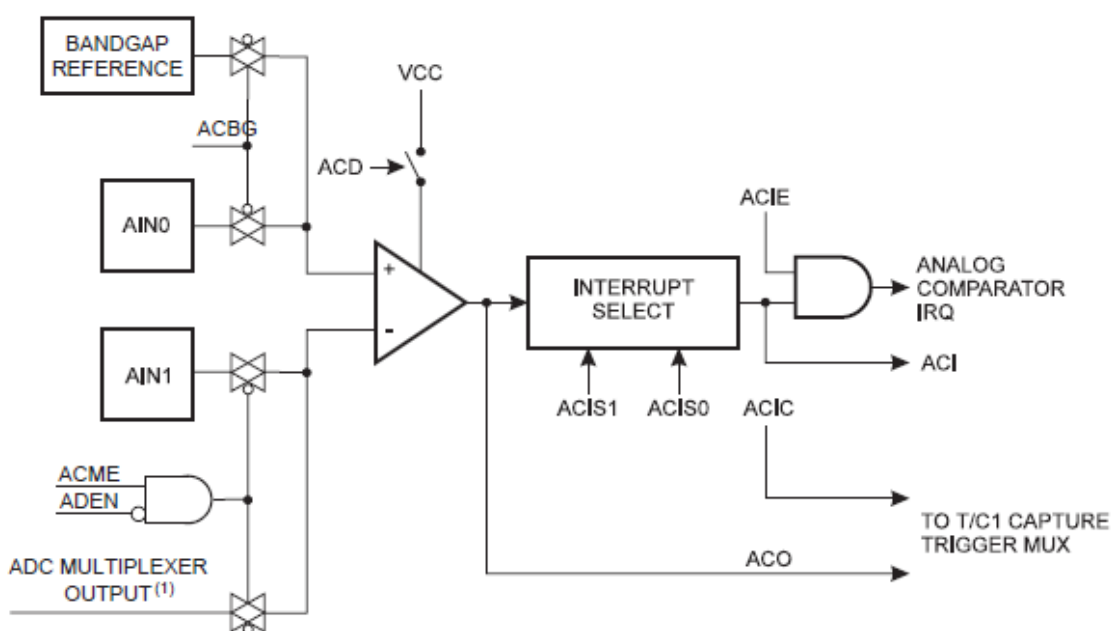 BANDGAP
REFERENCE
VCC
ACBG
ACD
AIN0
ACIE
+
INTERRUPT
SELECT
ANALOG
COMPARATOR
IRQ
-
AIN1
ACI
ACIS1
ACIS0
ACIC
ACME
ADEN
TO T/C1 CAPTURE
TRIGGER MUX
ACO
ADC MULTIPLEXER
OUTPUT(1)